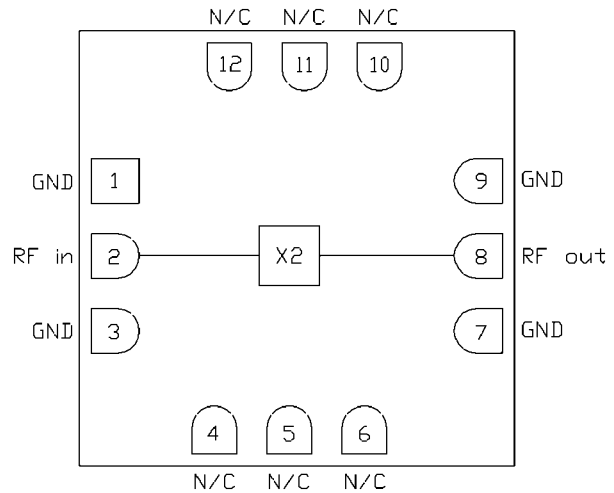 N/C N/C N/C
12 11 10
GND 1 9 GND
RF in 2 X2 8 RF out
GND 3 7 GND
4 5 6
N/C N/C N/C